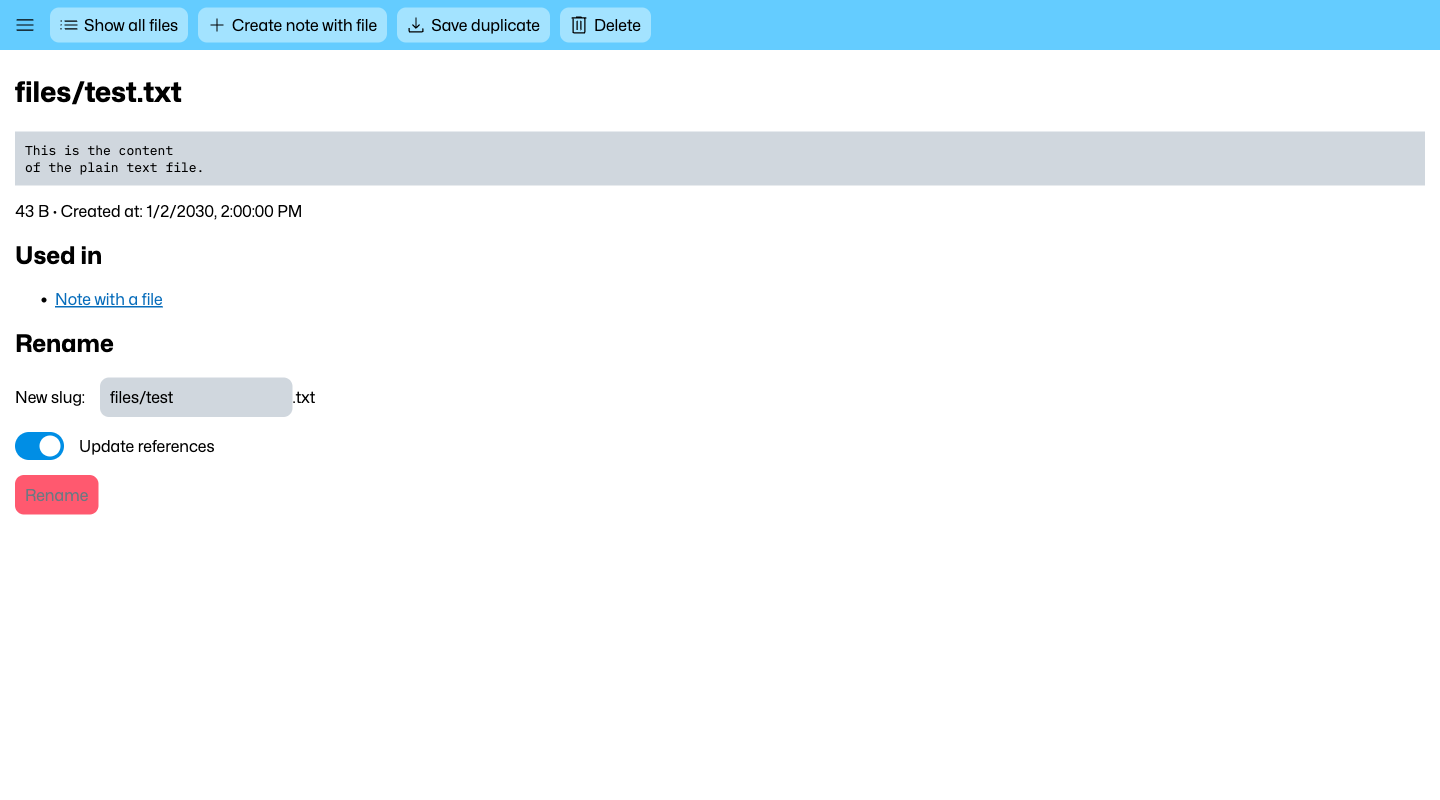 Show all files Create note with file Save duplicate Delete
files/test.txt
This is the content
of the plain text file.
43 B • Created at: 1/2/2030, 2:00:00 PM
Used in
• Note with a file
Rename
New slug: files/test .txt
Update references
Rename